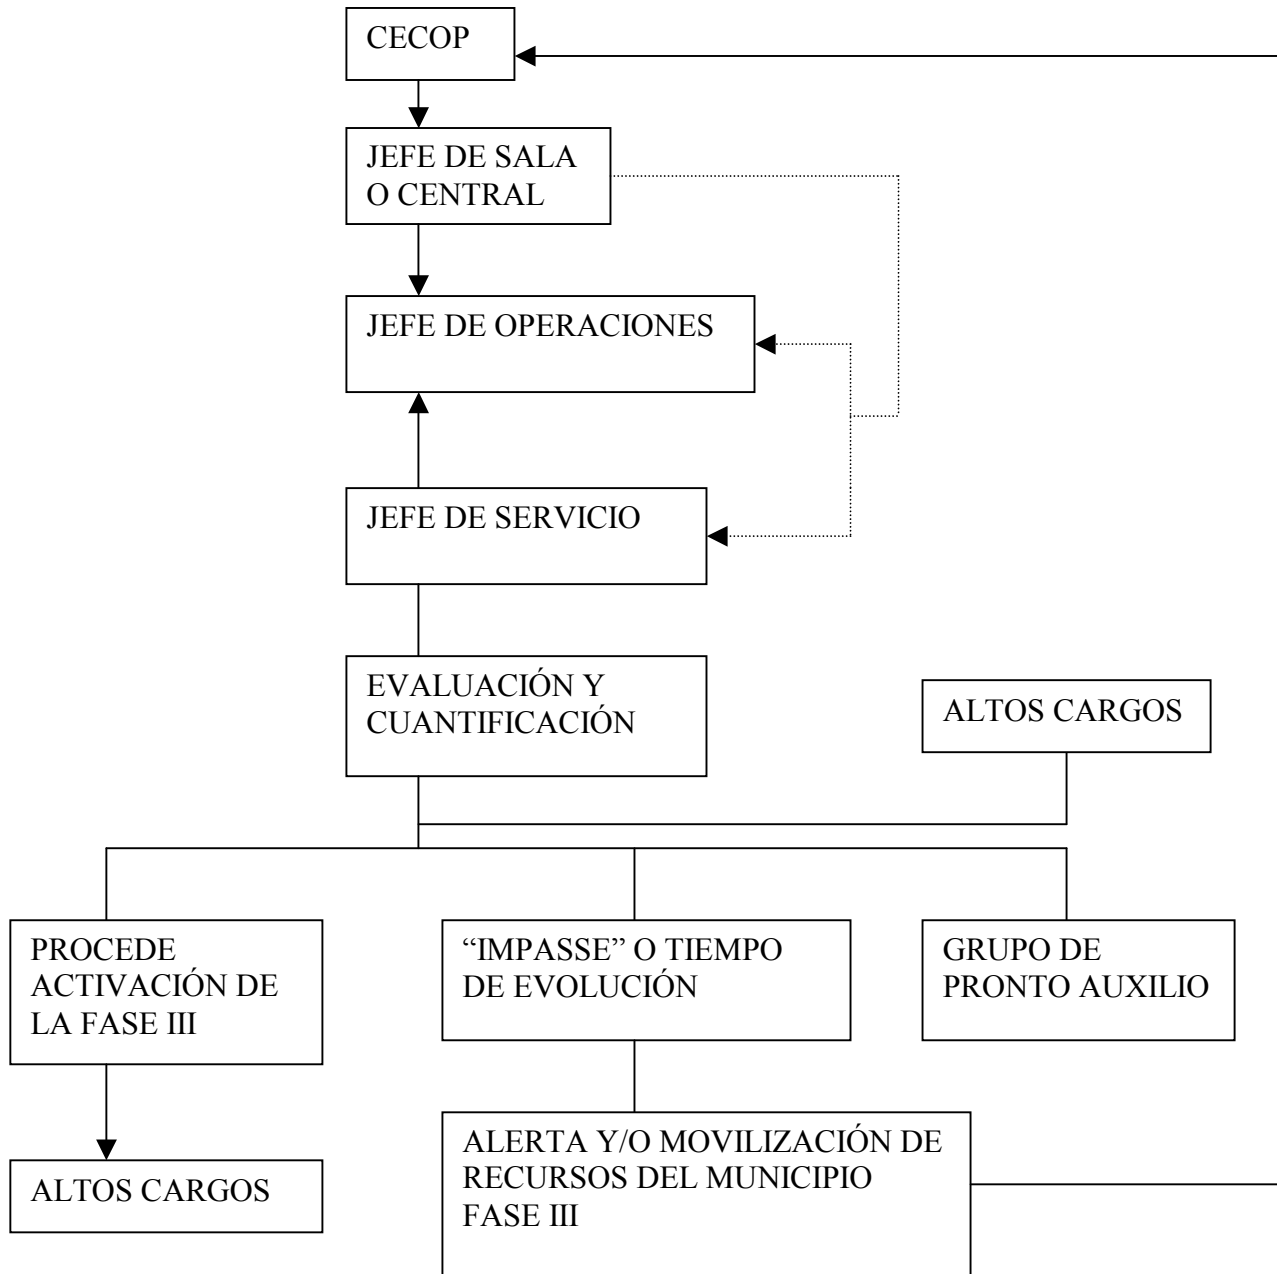 CECOP
JEFE DE SALA
O CENTRAL
JEFE DE OPERACIONES
JEFE DE SERVICIO
EVALUACIÓN Y
CUANTIFICACIÓN
ALTOS CARGOS
PROCEDE
ACTIVACIÓN DE
LA FASE III
“IMPASSE” O TIEMPO
DE EVOLUCIÓN
GRUPO DE
PRONTO AUXILIO
ALTOS CARGOS
ALERTA Y/O MOVILIZACIÓN DE
RECURSOS DEL MUNICIPIO
FASE III